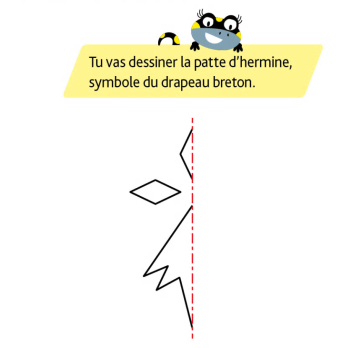 Tu vas dessiner la patte d'hermine,
symbole du drapeau breton.